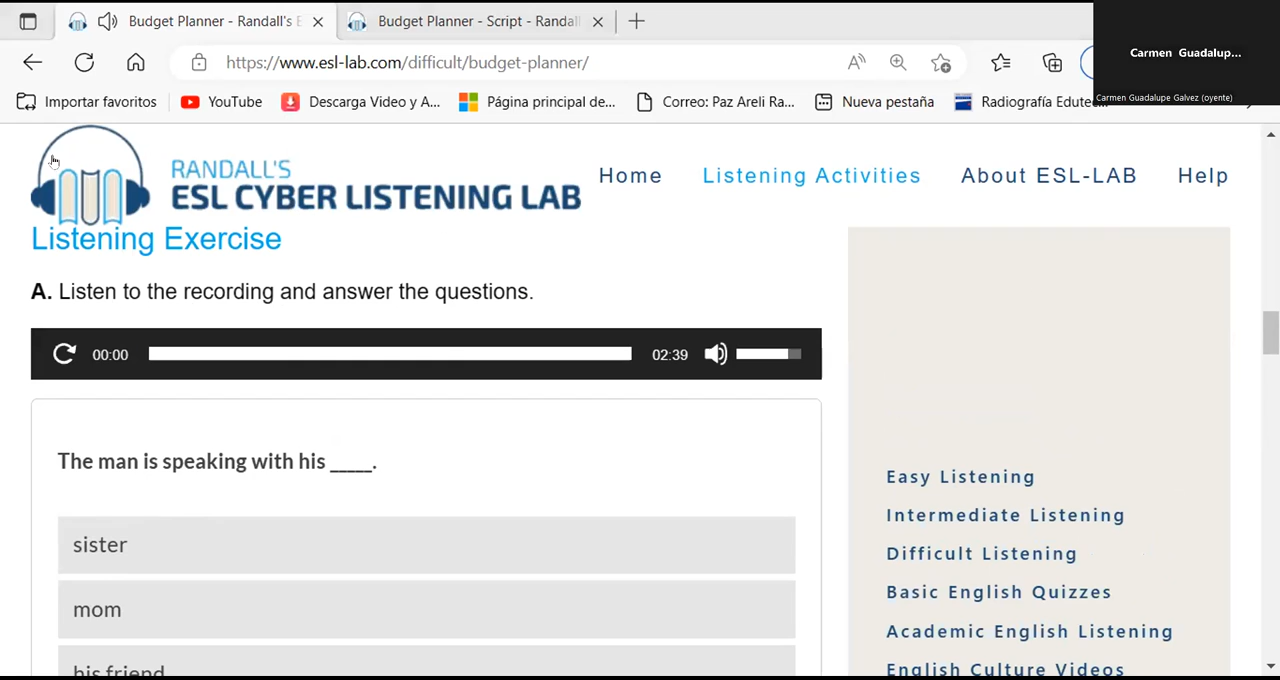 Budget Planner - Randall's E
Budget Planner - Script - Randall
Carmen Guadalup...
https://www.esl-lab.com/difficult/budget-planner/
Carmen Guadalupe Galvez (oyente)
Importar favoritos
YouTube
Descarga Video y A...
Página principal de...
Correo: Paz Areli Ra...
Nueva pestaña
Radiografía Edute...
RANDALL'S
ESL CYBER LISTENING LAB
Home
Listening Activities
About ESL-LAB
Help
Listening Exercise
A. Listen to the recording and answer the questions.
00:00
02:39
The man is speaking with his _____.
sister
mom
his friend
Easy Listening
Intermediate Listening
Difficult Listening
Basic English Quizzes
Academic English Listening
English Culture Videos